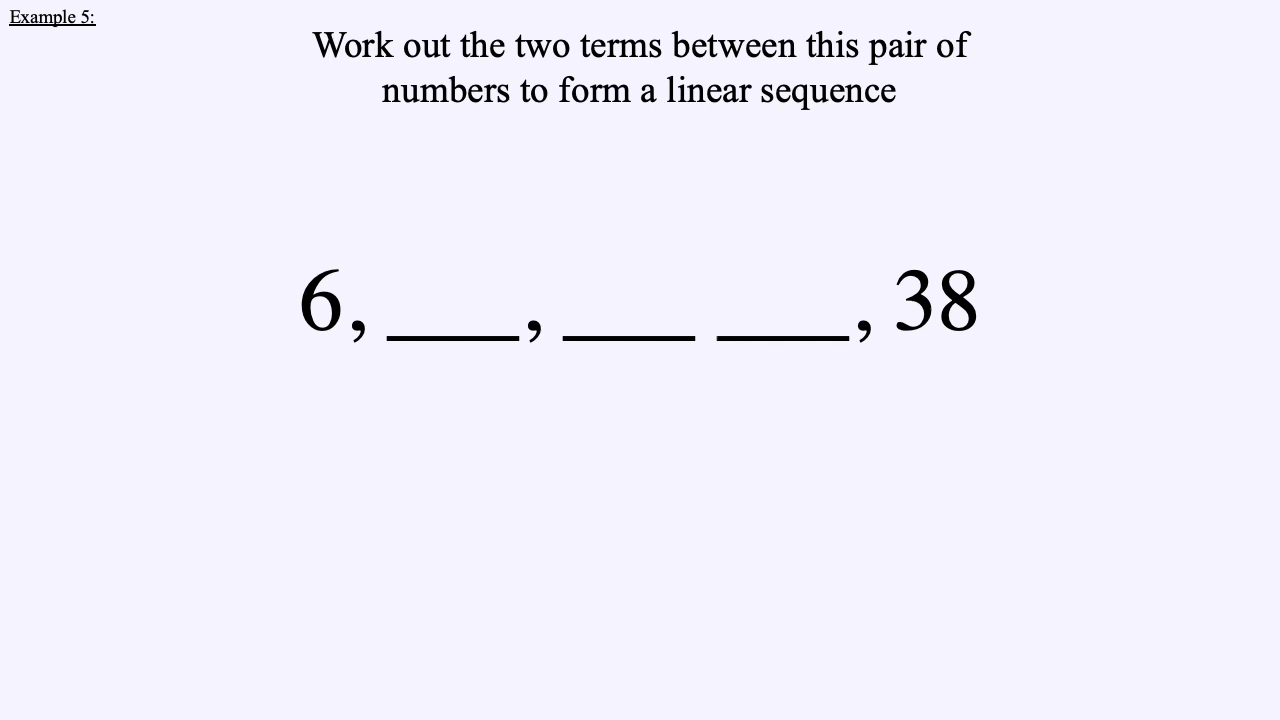 Example 5:
Work out the two terms between this pair of
numbers to form a linear sequence
6, ___, ___ ___, 38